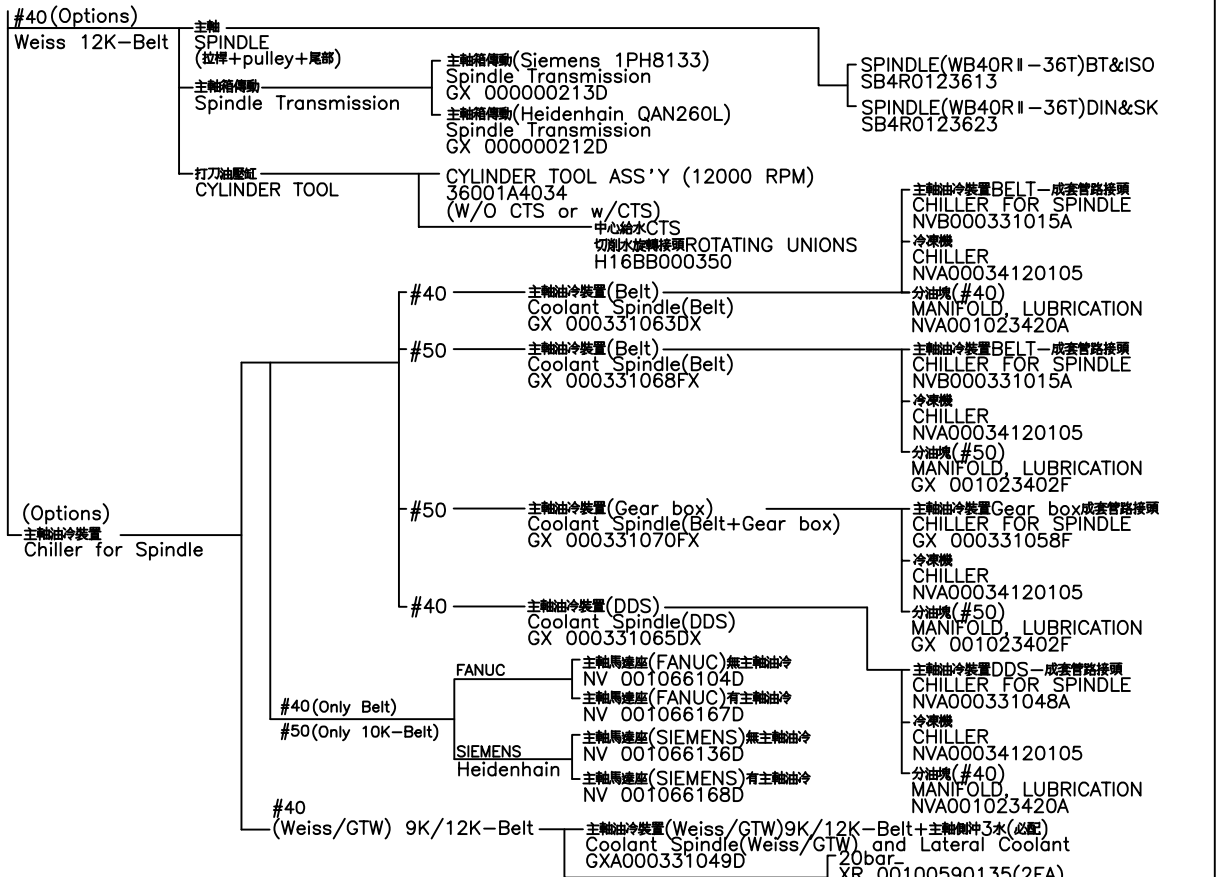 #40(Options)
Weiss 12K-Belt
主軸
SPINDLE
(拉桿+pulley+尾部)
SPINDLE(WB40RⅡ-36T)BT&ISO
SB4R0123613
SPINDLE(WB40RⅡ-36T)DIN&SK
SB4R0123623
主軸箱傳動
Spindle Transmission
主軸箱傳動(Siemens 1PH8133)
Spindle Transmission
GX 000000213D
主軸箱傳動(Heidenhain QAN260L)
Spindle Transmission
GX 000000212D
打刀油壓缸
CYLINDER TOOL
CYLINDER TOOL ASS'Y (12000 RPM)
36001A4034
(W/O CTS or w/CTS)
中心給水CTS
切削水旋轉接頭ROTATING UNIONS
H16BB000350
(Options)
主軸油冷裝置
Chiller for Spindle
#40
主軸油冷裝置(Belt)
Coolant Spindle(Belt)
GX 000331063DX
主軸油冷裝置BELT-成套管路接頭
CHILLER FOR SPINDLE
NVB000331015A
冷凍機
CHILLER
NVA00034120105
分油塊(#40)
MANIFOLD, LUBRICATION
NVA001023420A
#50
主軸油冷裝置(Belt)
Coolant Spindle(Belt)
GX 000331068FX
主軸油冷裝置BELT-成套管路接頭
CHILLER FOR SPINDLE
NVB000331015A
冷凍機
CHILLER
NVA00034120105
分油塊(#50)
MANIFOLD, LUBRICATION
GX 001023402F
#50
主軸油冷裝置(Gear box)
Coolant Spindle(Belt+Gear box)
GX 000331070FX
主軸油冷裝置Gear box成套管路接頭
CHILLER FOR SPINDLE
GX 000331058F
冷凍機
CHILLER
NVA00034120105
分油塊(#50)
MANIFOLD, LUBRICATION
GX 001023402F
#40
主軸油冷裝置(DDS)
Coolant Spindle(DDS)
GX 000331065DX
主軸油冷裝置DDS-成套管路接頭
CHILLER FOR SPINDLE
NVA000331048A
冷凍機
CHILLER
NVA00034120105
分油塊(#40)
MANIFOLD, LUBRICATION
NVA001023420A
#40(Only Belt)
#50(Only 10K-Belt)
FANUC
主軸馬達座(FANUC)無主軸油冷
NV 001066104D
主軸馬達座(FANUC)有主軸油冷
NV 001066167D
SIEMENS
Heidenhain
主軸馬達座(SIEMENS)無主軸油冷
NV 001066136D
主軸馬達座(SIEMENS)有主軸油冷
NV 001066168D
#40
(Weiss/GTW) 9K/12K-Belt
主軸油冷裝置(Weiss/GTW)9K/12K-Belt+主軸側沖3水(必配)
Coolant Spindle(Weiss/GTW) and Lateral Coolant
GXA000331049D
20bar_
XR 00100590135(2FA)